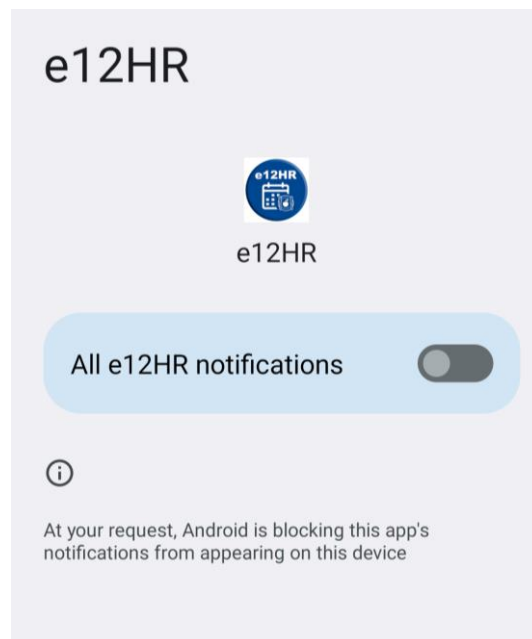 e12HR
e12HR
e12HR
All e12HR notifications
At your request, Android is blocking this app's
notifications from appearing on this device